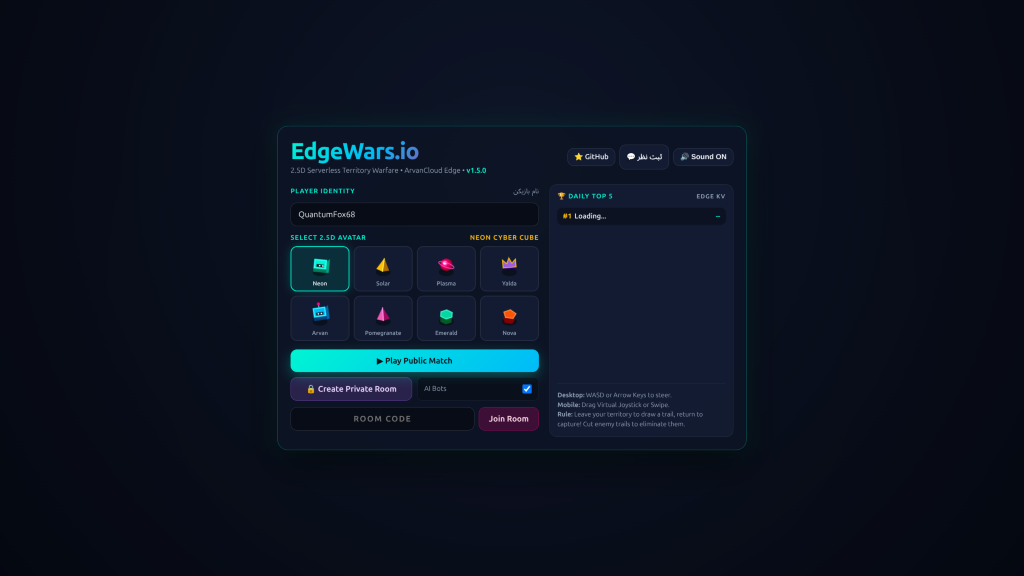 EdgeWars.io
2.5D Serverless Territory Warfare • ArvanCloud Edge • v1.5.0
⭐ GitHub
💬 ثبت نظر
🔊 Sound ON
PLAYER IDENTITY
نام بازیکن
QuantumFox68
SELECT 2.5D AVATAR
NEON CYBER CUBE
Neon
Solar
Plasma
Yalda
Arvan
Pomegranate
Emerald
Nova
▶ Play Public Match
🔒 Create Private Room
AI Bots
ROOM CODE
Join Room
🏆 DAILY TOP 5
EDGE KV
#1 Loading...
--
Desktop: WASD or Arrow Keys to steer.
Mobile: Drag Virtual Joystick or Swipe.
Rule: Leave your territory to draw a trail, return to
capture! Cut enemy trails to eliminate them.